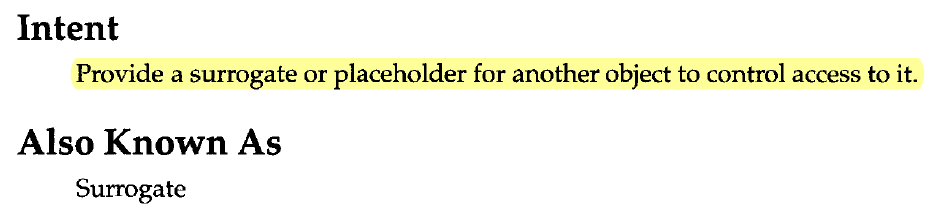 Intent
Provide a surrogate or placeholder for another object to control access to it.
Also Known As
Surrogate